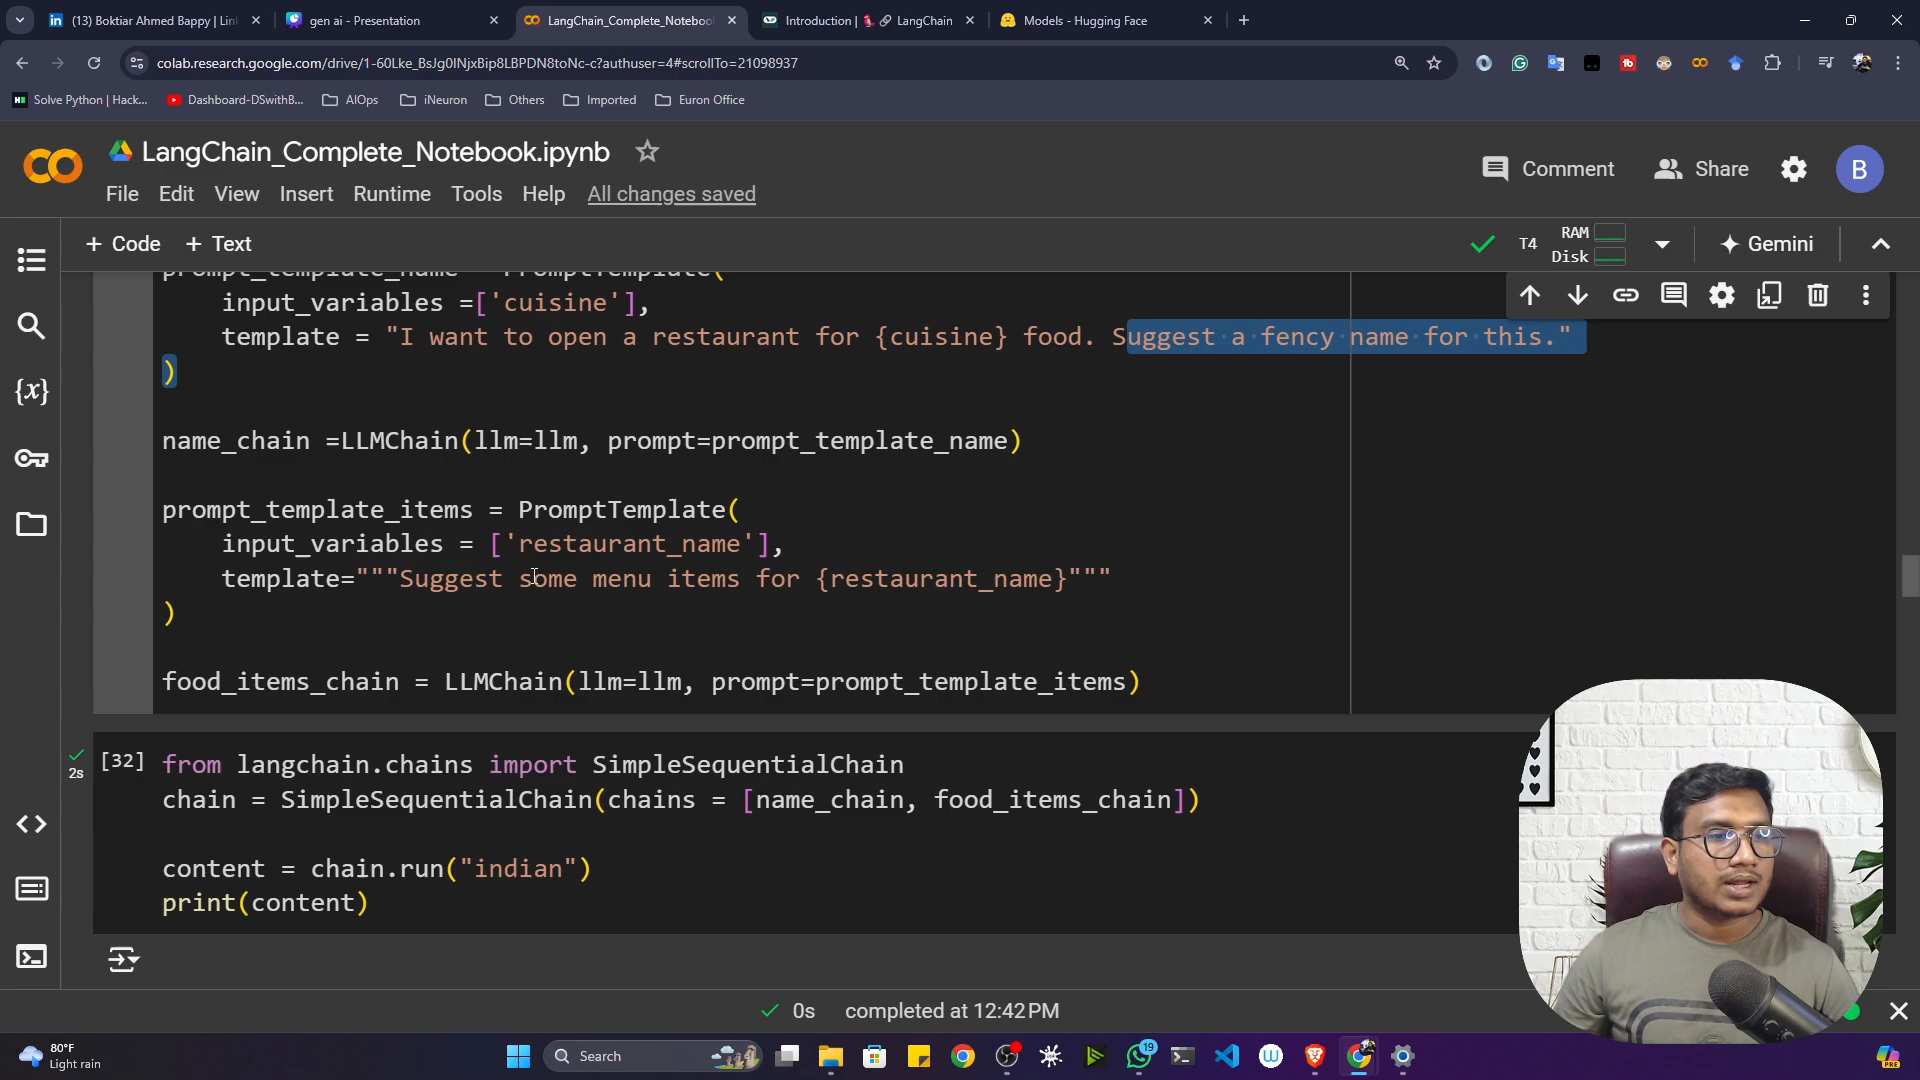 (13) Boktiar Ahmed Bappy | Lin
gen ai - Presentation
LangChain_Complete_Noteboo
Introduction | LangChain
Models - Hugging Face
colab.research.google.com/drive/1-60Lke_BsJg0lNjxBip8LBPDN8toNc-c?authuser=4#scrollTo=21098937
Solve Python | Hack...
Dashboard-DSwithB...
AIOps
iNeuron
Others
Imported
Euron Office
LangChain_Complete_Notebook.ipynb
Comment
Share
B
File Edit View Insert Runtime Tools Help All changes saved
+ Code + Text
T4
RAM
Disk
Gemini
prompt_template_name = PromptTemplate(
input_variables =['cuisine'],
template = "I want to open a restaurant for {cuisine} food. Suggest a fency name for this."
)
name_chain =LLMChain(llm=llm, prompt=prompt_template_name)
prompt_template_items = PromptTemplate(
input_variables = ['restaurant_name'],
template="""Suggest some menu items for {restaurant_name}"""
)
food_items_chain = LLMChain(llm=llm, prompt=prompt_template_items)
[32] from langchain.chains import SimpleSequentialChain
2s
chain = SimpleSequentialChain(chains = [name_chain, food_items_chain])
content = chain.run("indian")
print(content)
0s completed at 12:42 PM
80°F
Light rain
Search
19